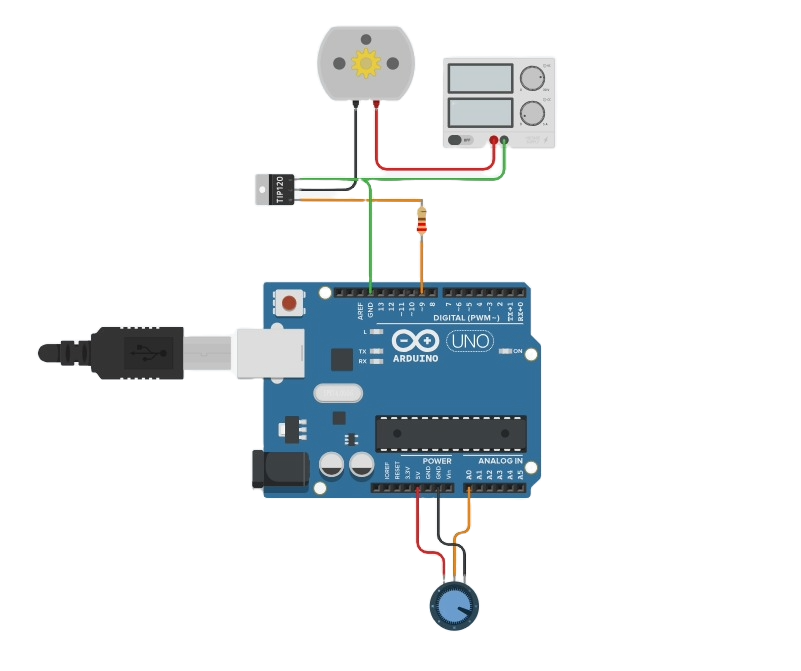 OFF
TIP120
AREF
GND
13
12
~11
~10
~9
8
7
~6
~5
4
~3
2
TX→1
RX←0
DIGITAL (PWM~)
L
TX
RX
ARDUINO
UNO
ON
POWER
ANALOG IN
IOREF
RESET
3.3V
5V
GND
GND
Vin
A0
A1
A2
A3
A4
A5